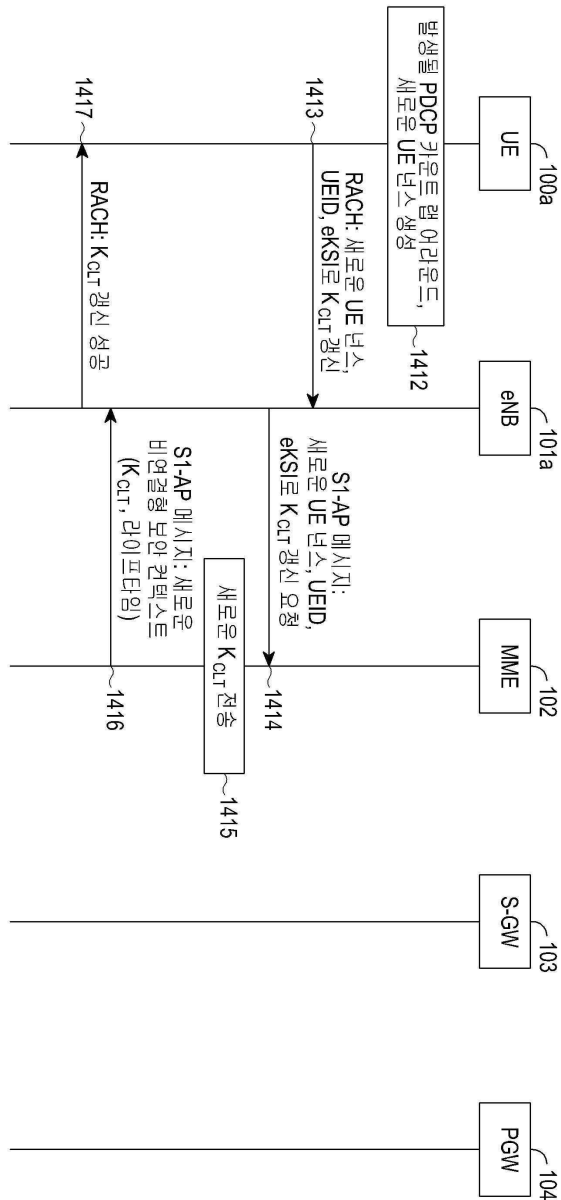 UE
100a
eNB
101a
MME
102
S-GW
103
PGW
104
발생될 PDCP 카운트 랩 어라운드,
새로운 UE 넌스 생성
1412
1413
RACH: 새로운 UE 넌스,
UEID, eKSI로 KCLT 갱신
S1-AP 메시지:
새로운 UE 넌스, UEID,
eKSI로 KCLT 갱신 요청
1414
새로운 KCLT 전송
1415
S1-AP 메시지: 새로운
비연결형 보안 컨텍스트
(KCLT, 라이프타임)
1416
1417
RACH: KCLT 갱신 성공